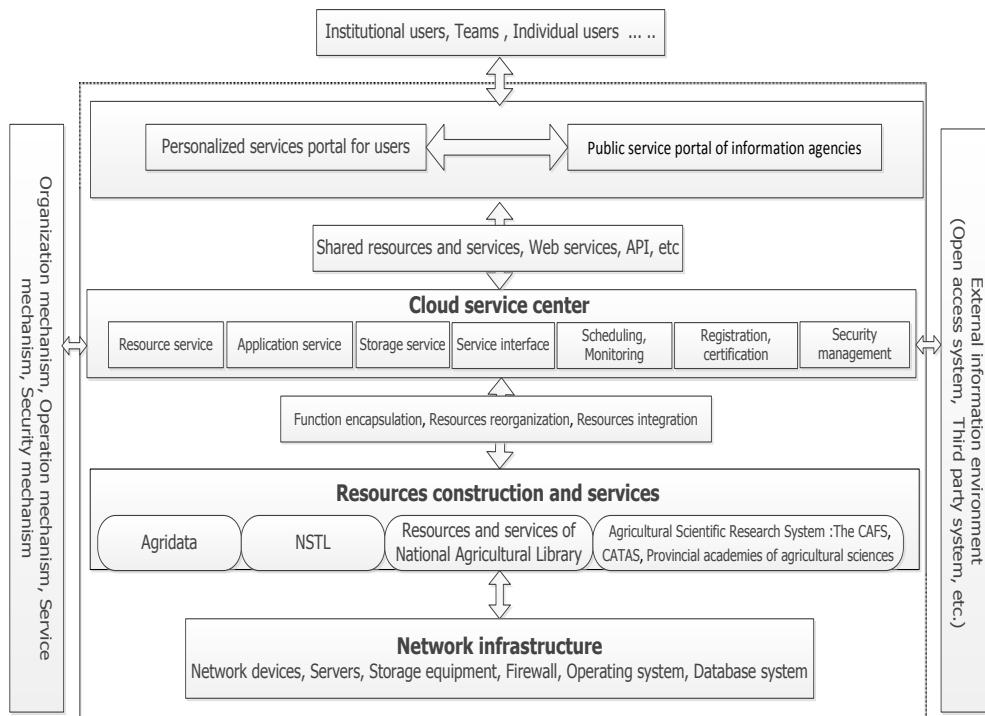 Institutional users, Teams , Individual users ... ..
Personalized services portal for users
Public service portal of information agencies
Shared resources and services, Web services, API, etc
Cloud service center
Resource service
Application service
Storage service
Service interface
Scheduling,
Monitoring
Registration,
certification
Security
management
Function encapsulation, Resources reorganization, Resources integration
Resources construction and services
Agridata
NSTL
Resources and services of
National Agricultural Library
Agricultural Scientific Research System :The CAFS,
CATAS, Provincial academies of agricultural sciences
Network infrastructure
Network devices, Servers, Storage equipment, Firewall, Operating system, Database system
Organization mechanism, Operation mechanism, Service
mechanism, Security mechanism
External information environment
(Open access system, Third party system, etc.)